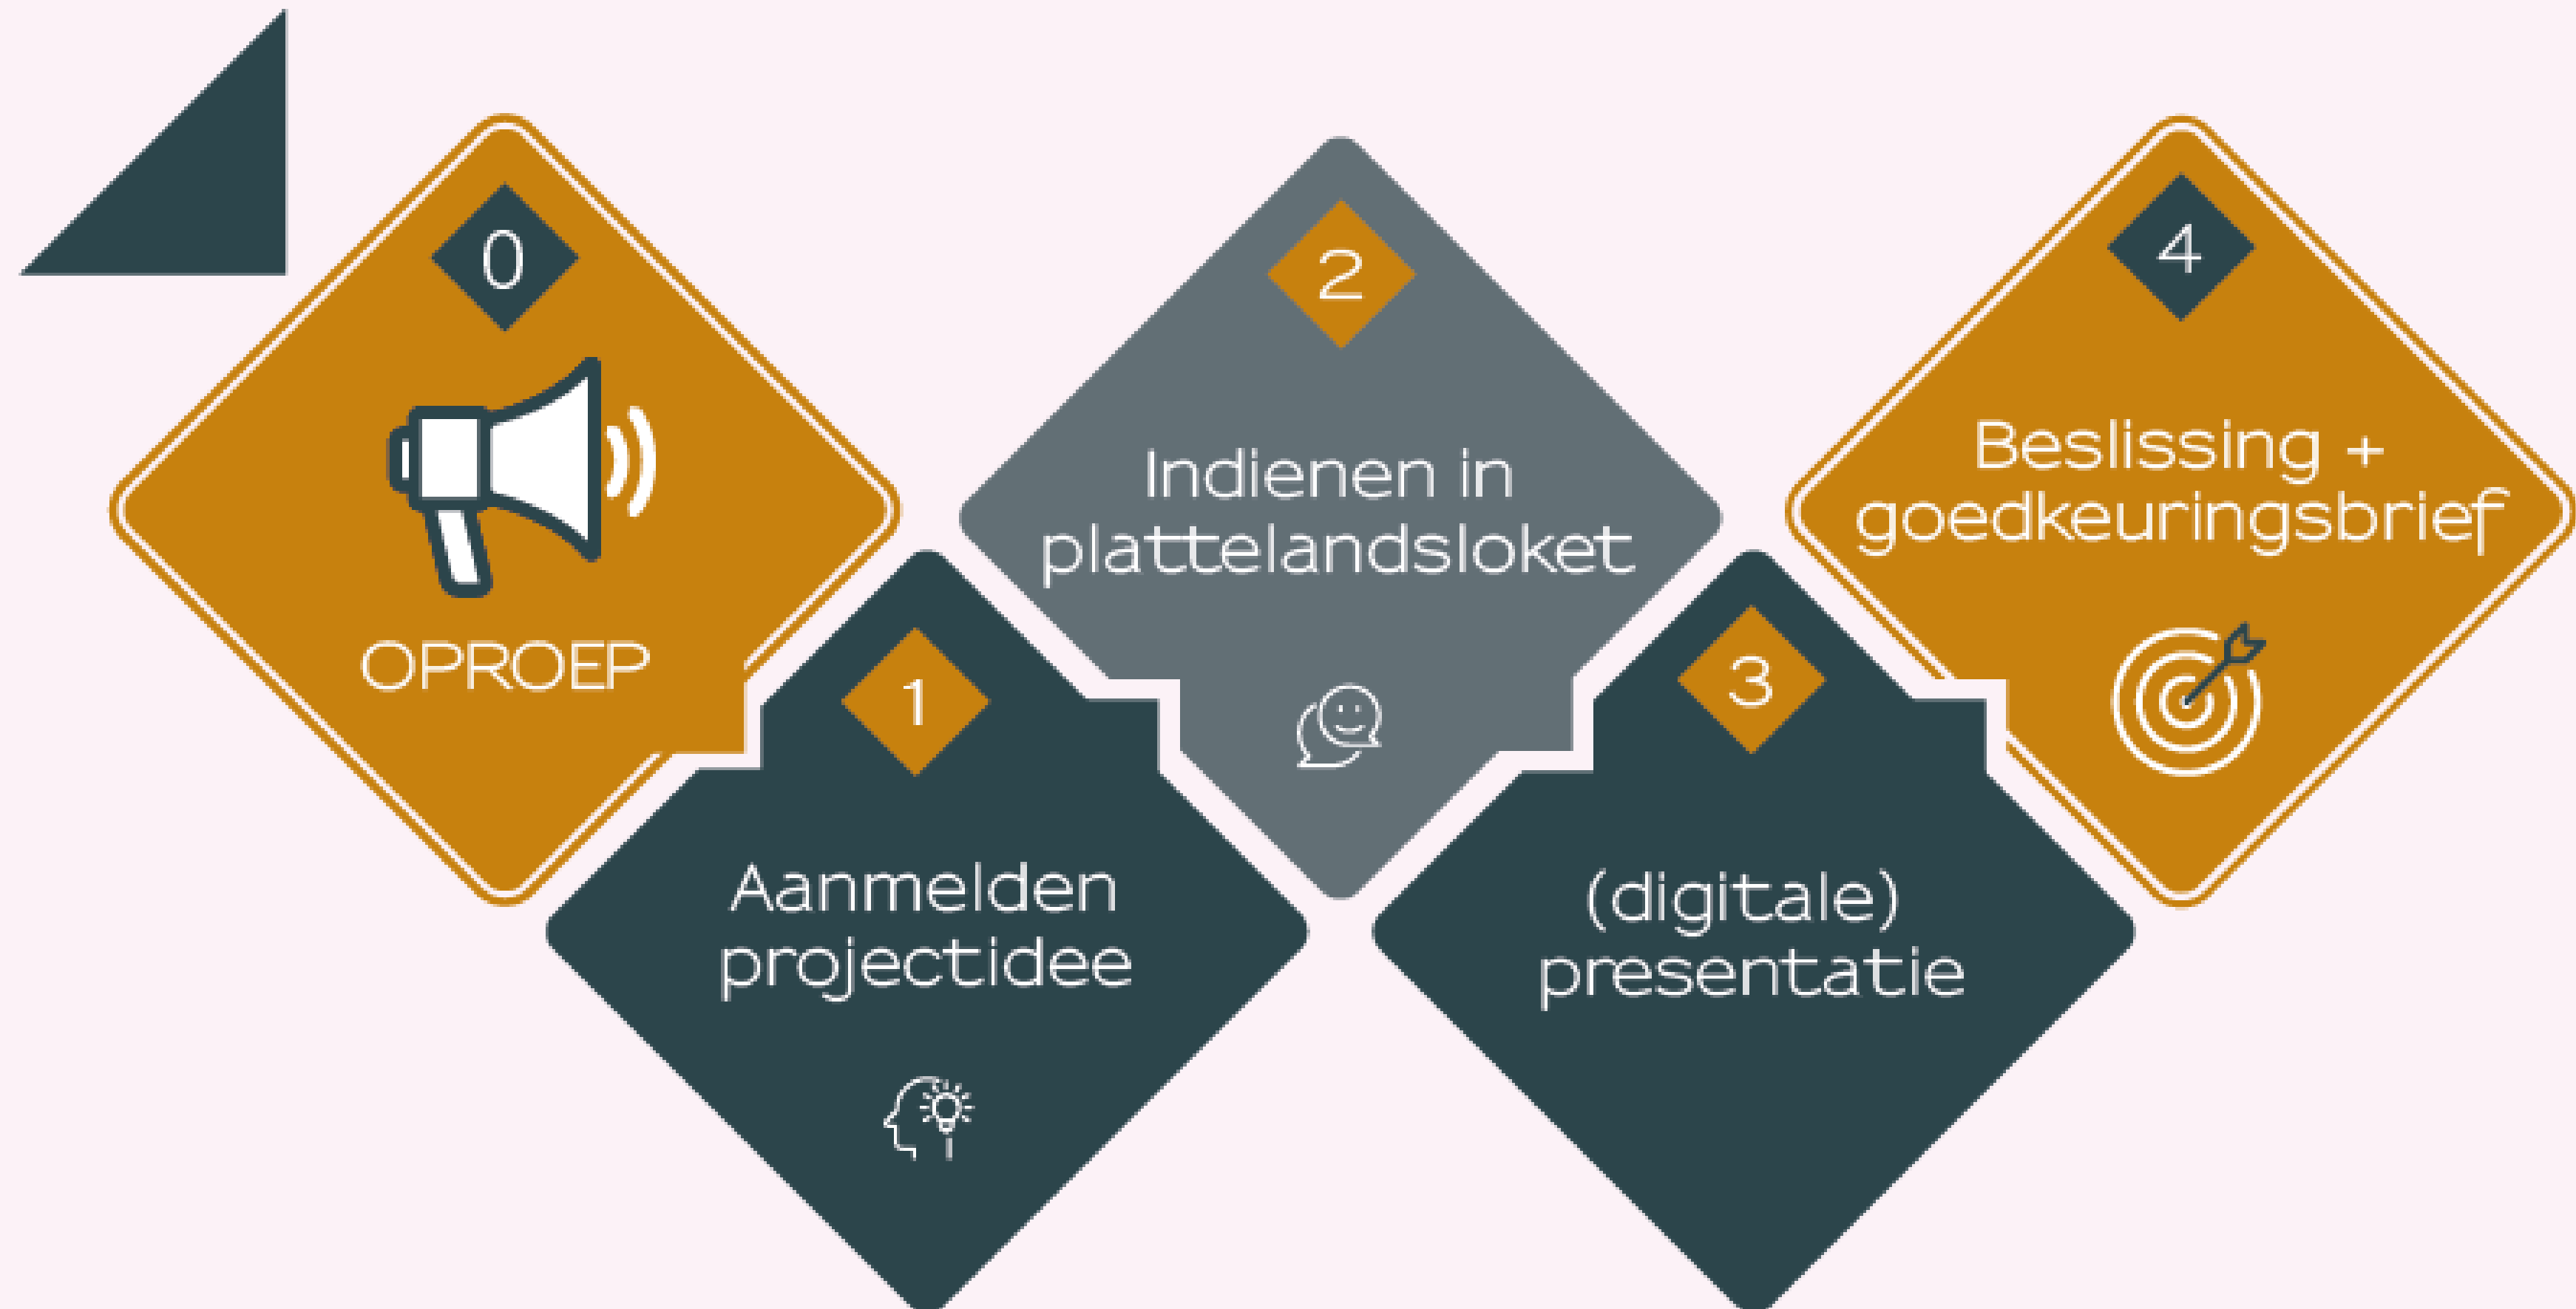 0
OPROEP
1
Aanmelden
projectidee
2
Indienen in
plattelandsloket
3
(digitale)
presentatie
4
Beslissing +
goedkeuringsbrief